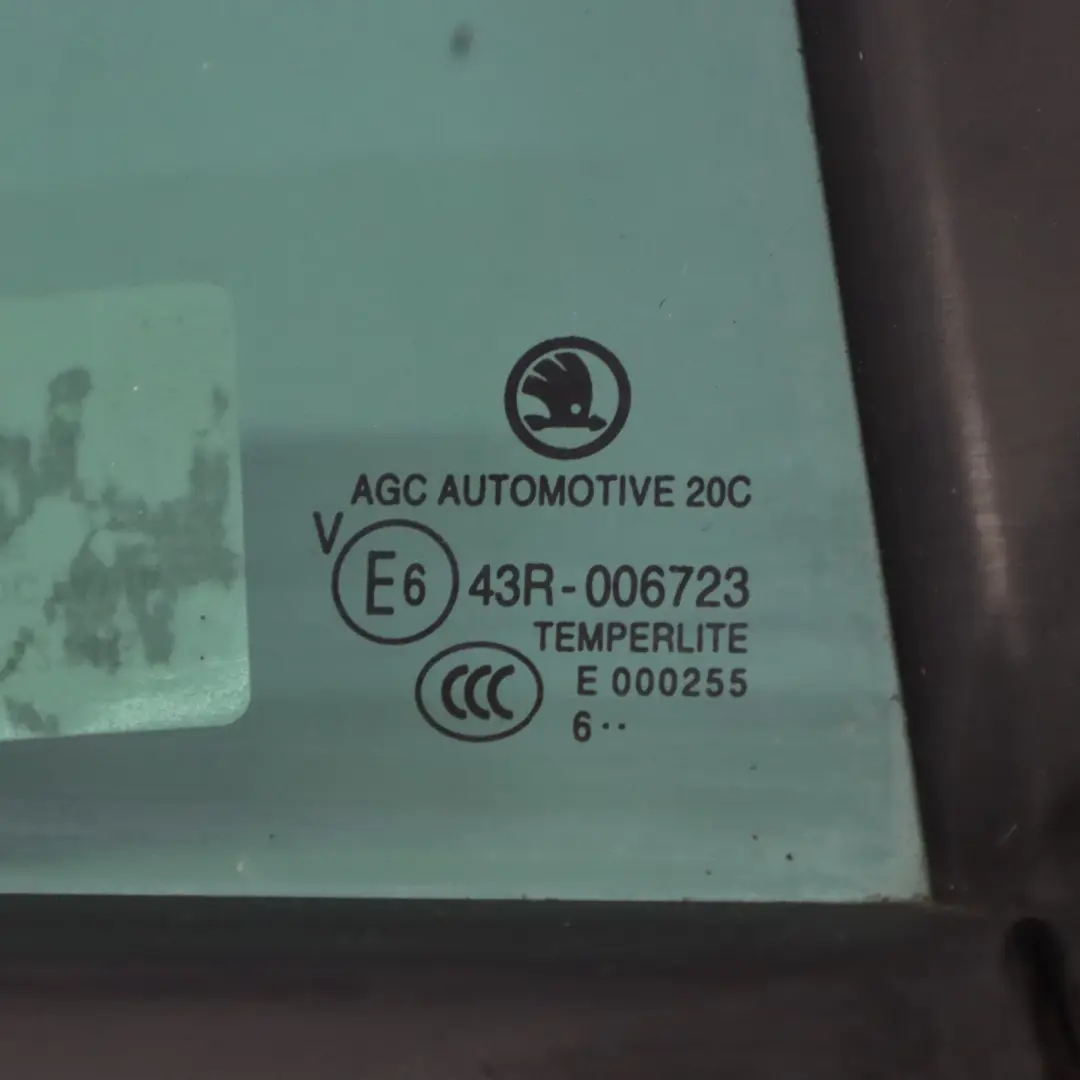 AGC AUTOMOTIVE 20C
V E6 43R-006723
TEMPERLITE
CCC E 000255
6··